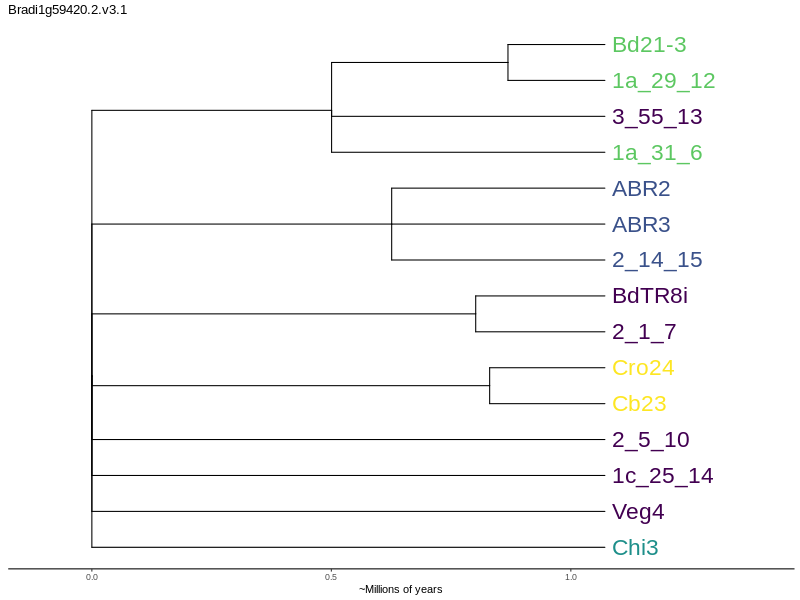 Bradi1g59420.2.v3.1
Bd21-3
1a_29_12
3_55_13
1a_31_6
ABR2
ABR3
2_14_15
BdTR8i
2_1_7
Cro24
Cb23
2_5_10
1c_25_14
Veg4
Chi3
0.0 0.5 1.0
~Millions of years